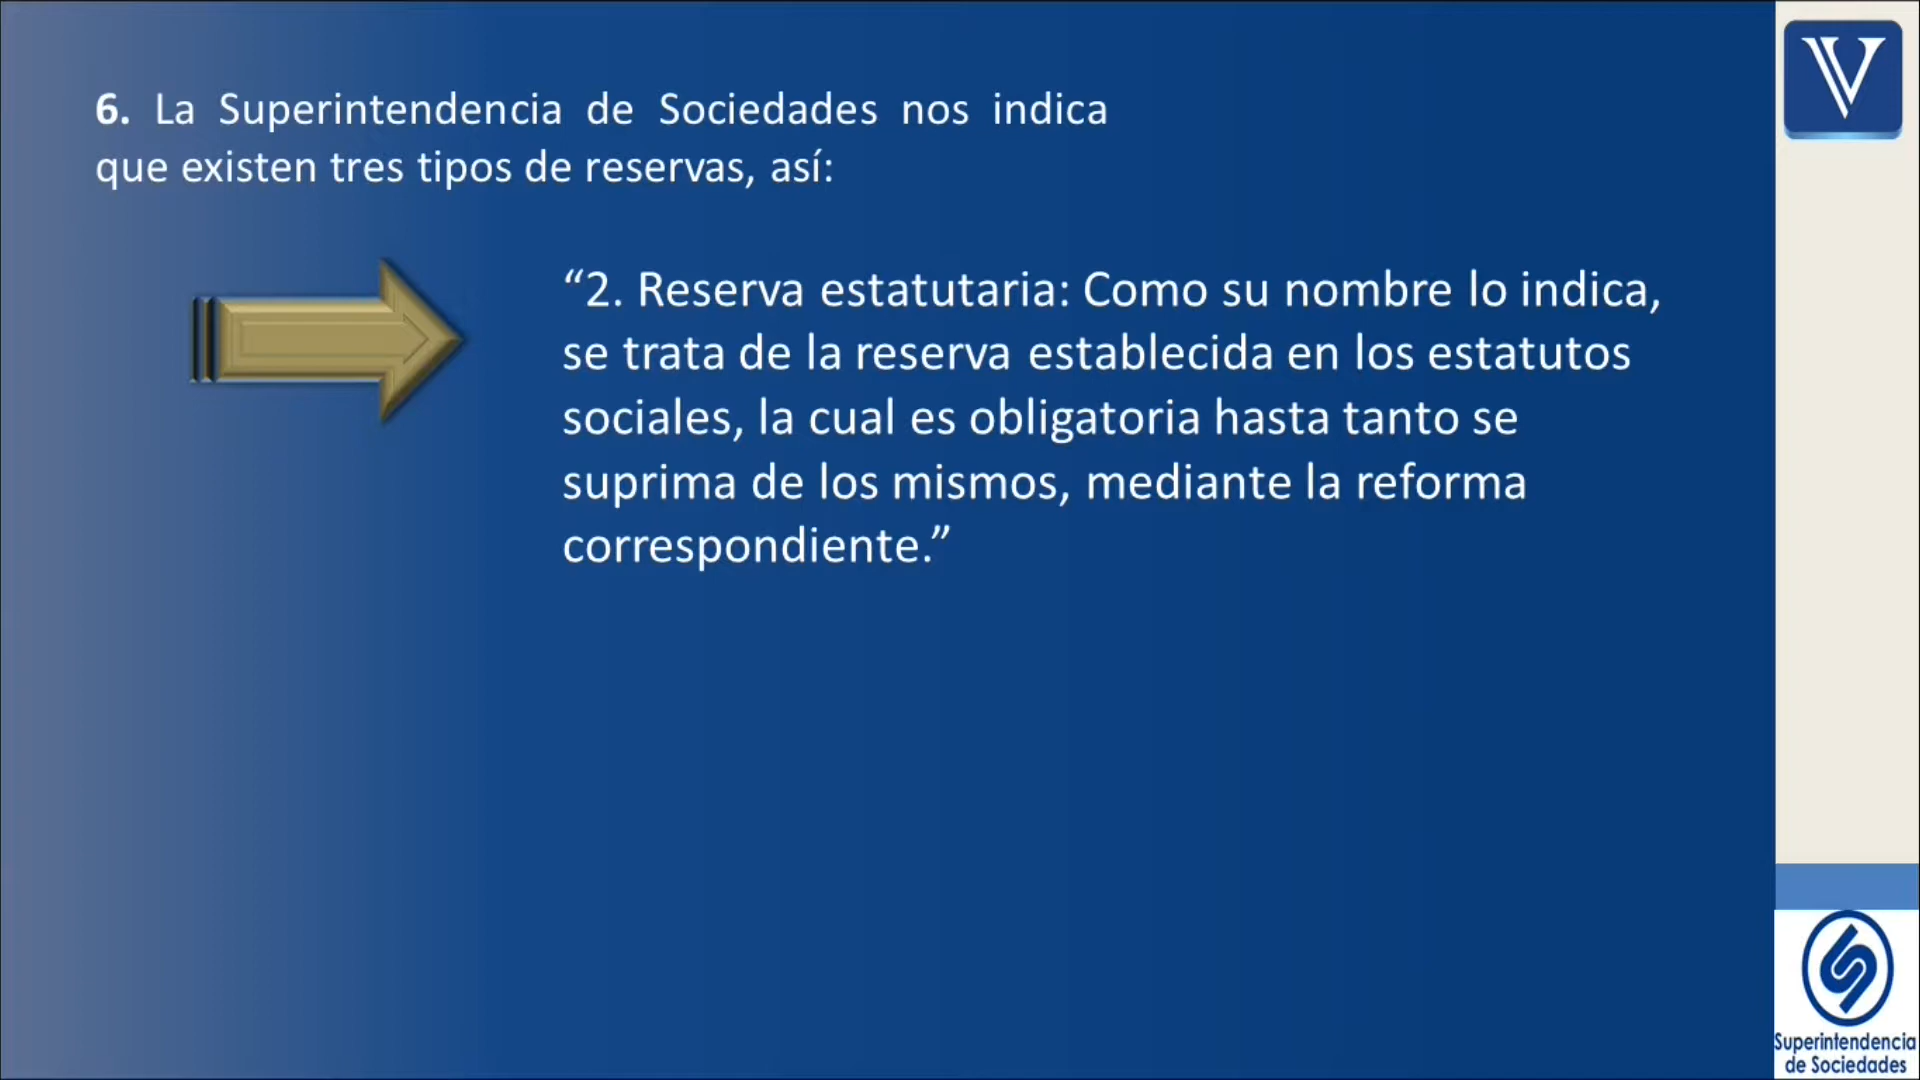 6. La Superintendencia de Sociedades nos indica
que existen tres tipos de reservas, así:
“2. Reserva estatutaria: Como su nombre lo indica,
se trata de la reserva establecida en los estatutos
sociales, la cual es obligatoria hasta tanto se
suprima de los mismos, mediante la reforma
correspondiente.”
V
Superintendencia
de Sociedades